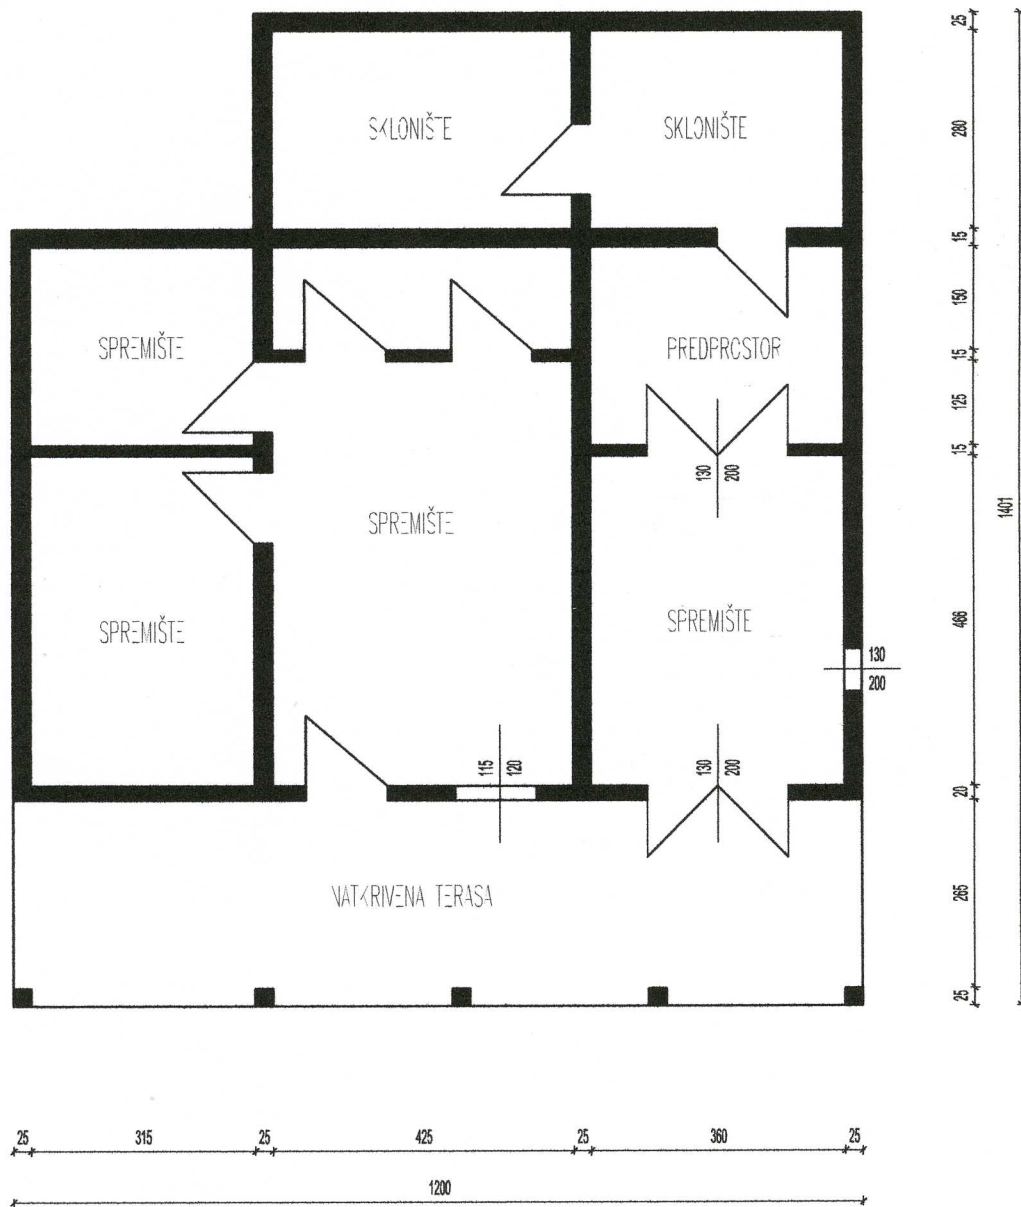 SKLONIŠTE
SKLONIŠTE
SPREMIŠTE
PREDPROSTOR
130 200
SPREMIŠTE
SPREMIŠTE
SPREMIŠTE
130
200
115 120
130 200
NATKRIVENA TERASA
25
280
15
150
15
125
15
466
20
265
25
1401
25 315 25 425 25 360 25
1200